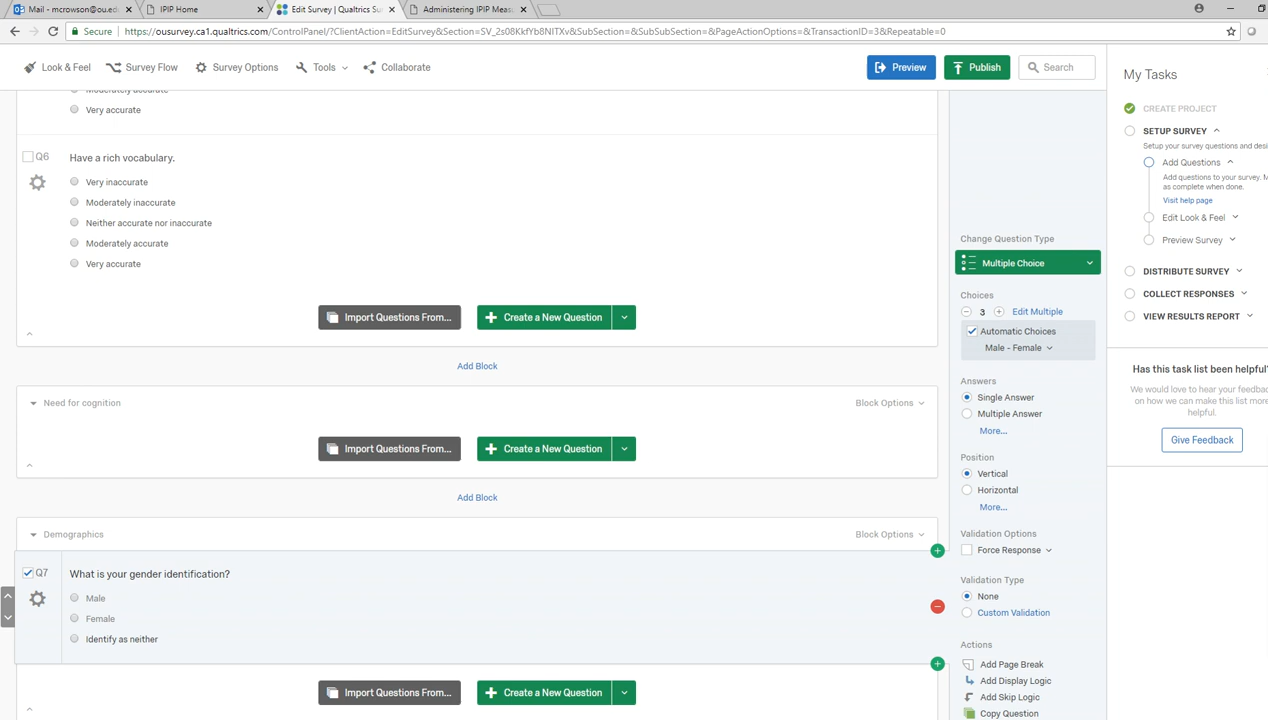 Mail - mcrowson@ou.ed
IPIP Home
Edit Survey | Qualtrics Su
Administering IPIP Meas
Secure
https://ousurvey.ca1.qualtrics.com/ControlPanel/?ClientAction=EditSurvey&Section=SV_2s08KkfYb8NITXv&SubSection=&SubSubSection=&PageActionOptions=&TransactionID=3&Repeatable=0
Look & Feel
Survey Flow
Survey Options
Tools
Collaborate
Preview
Publish
Search
My Tasks
Moderately accurate
Very accurate
CREATE PROJECT
SETUP SURVEY
Setup your survey questions and desi
Q6
Have a rich vocabulary.
Add Questions
Add questions to your survey. M
as complete when done.
Visit help page
Very inaccurate
Moderately inaccurate
Neither accurate nor inaccurate
Moderately accurate
Very accurate
Edit Look & Feel
Preview Survey
Change Question Type
Multiple Choice
DISTRIBUTE SURVEY
COLLECT RESPONSES
VIEW RESULTS REPORT
Choices
3
Edit Multiple
Import Questions From...
Create a New Question
Automatic Choices
Male - Female
Add Block
Has this task list been helpful?
We would love to hear your feedbac
on how we can make this list more
helpful.
Give Feedback
Answers
Single Answer
Multiple Answer
More...
Need for cognition
Block Options
Import Questions From...
Create a New Question
Position
Vertical
Horizontal
More...
Add Block
Demographics
Block Options
Validation Options
Force Response
Q7
What is your gender identification?
Male
Female
Identify as neither
Validation Type
None
Custom Validation
Actions
Add Page Break
Add Display Logic
Add Skip Logic
Copy Question
Import Questions From...
Create a New Question